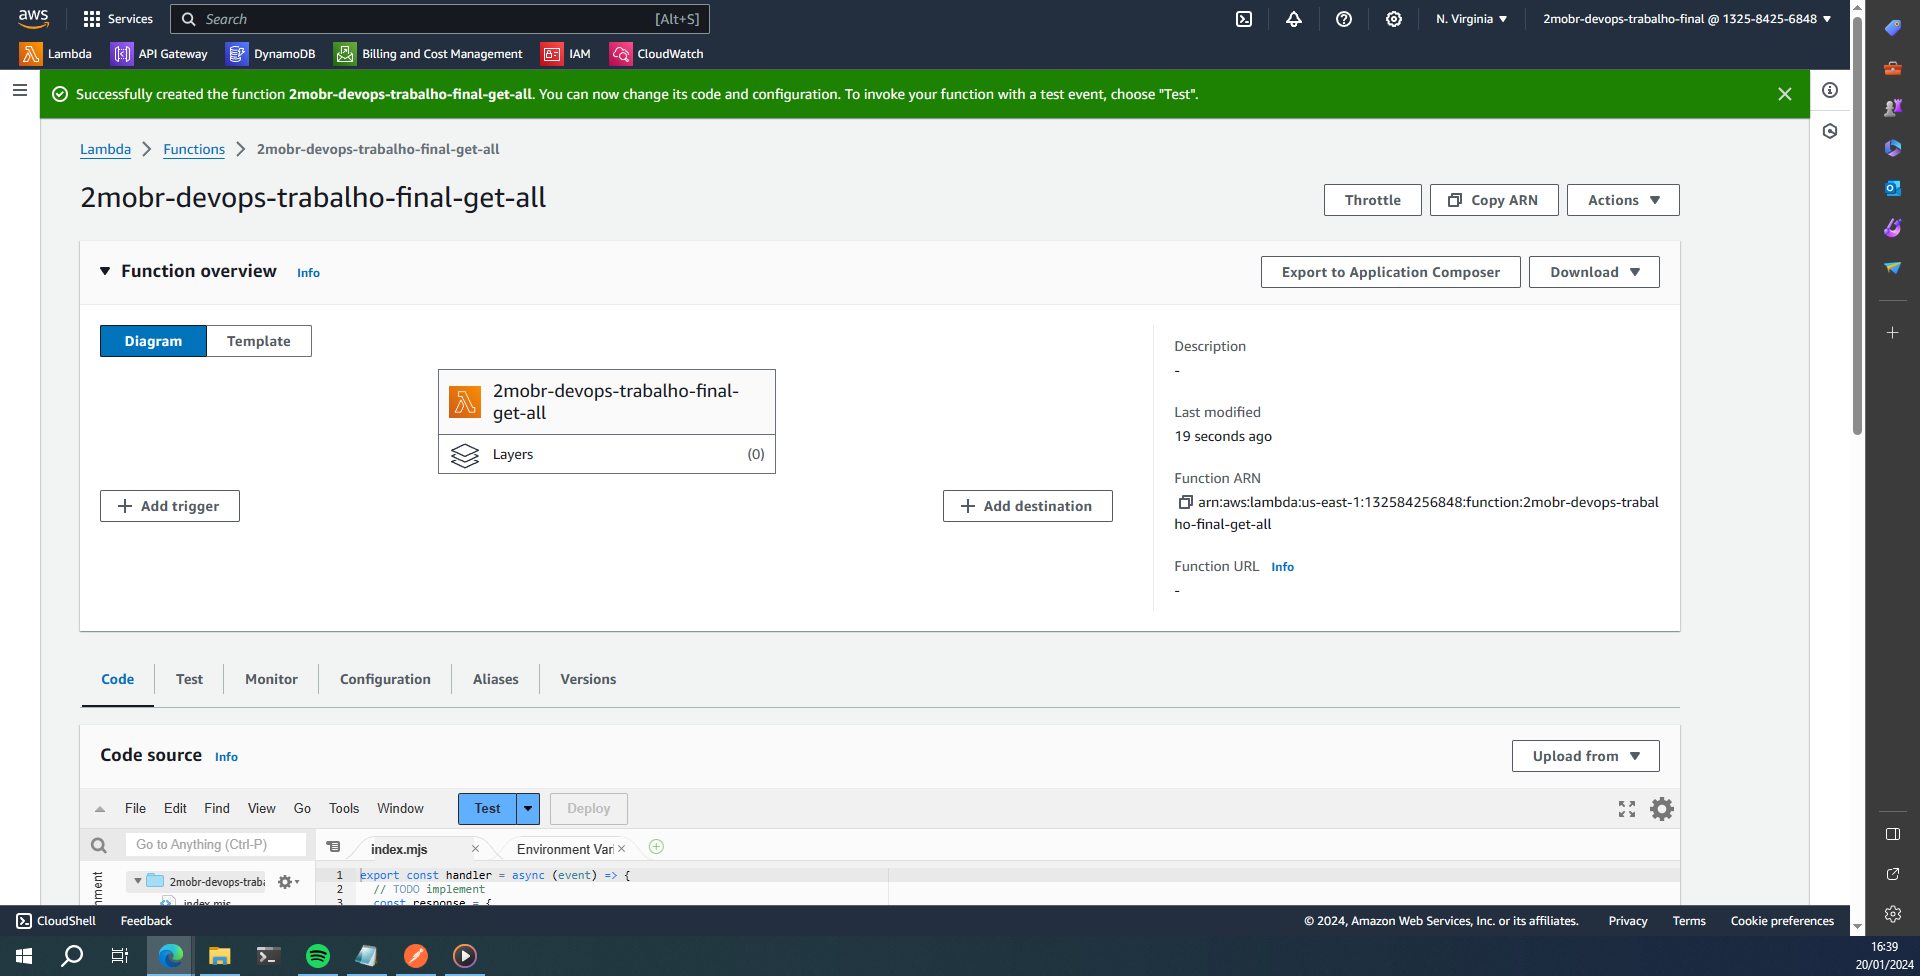 aws
Services
Search
[Alt+S]
N. Virginia
2mobr-devops-trabalho-final @ 1325-8425-6848
Lambda
API Gateway
DynamoDB
Billing and Cost Management
IAM
CloudWatch
Successfully created the function 2mobr-devops-trabalho-final-get-all. You can now change its code and configuration. To invoke your function with a test event, choose "Test".
Lambda
Functions
2mobr-devops-trabalho-final-get-all
2mobr-devops-trabalho-final-get-all
Throttle
Copy ARN
Actions
Function overview
Info
Export to Application Composer
Download
Diagram
Template
2mobr-devops-trabalho-final-
get-all
Layers
(0)
Add trigger
Add destination
Description
-
Last modified
19 seconds ago
Function ARN
arn:aws:lambda:us-east-1:132584256848:function:2mobr-devops-trabal
ho-final-get-all
Function URL
Info
-
Code
Test
Monitor
Configuration
Aliases
Versions
Code source
Info
Upload from
File
Edit
Find
View
Go
Tools
Window
Test
Deploy
Go to Anything (Ctrl-P)
index.mjs
Environment Vari
2mobr-devops-traba
index.mjs
1 export const handler = async (event) => {
2 // TODO implement
3 const response = {
CloudShell
Feedback
© 2024, Amazon Web Services, Inc. or its affiliates.
Privacy
Terms
Cookie preferences
16:39
20/01/2024